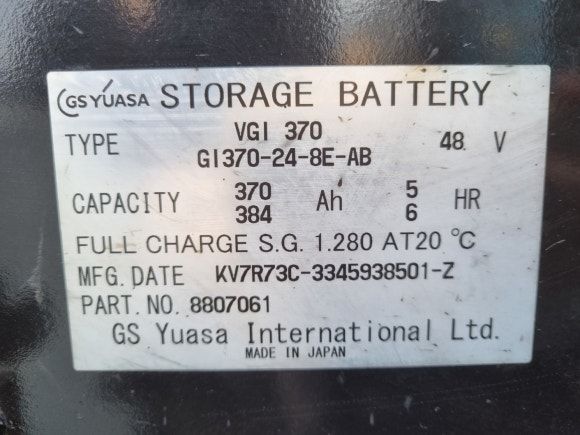 GS YUASA STORAGE BATTERY
TYPE VGI 370 48 V
GI370-24-8E-AB
CAPACITY 370 Ah 5 HR
384 6
FULL CHARGE S.G. 1.280 AT20 ℃
MFG. DATE KV7R73C-3345938501-Z
PART. NO. 8807061
GS Yuasa International Ltd.
MADE IN JAPAN